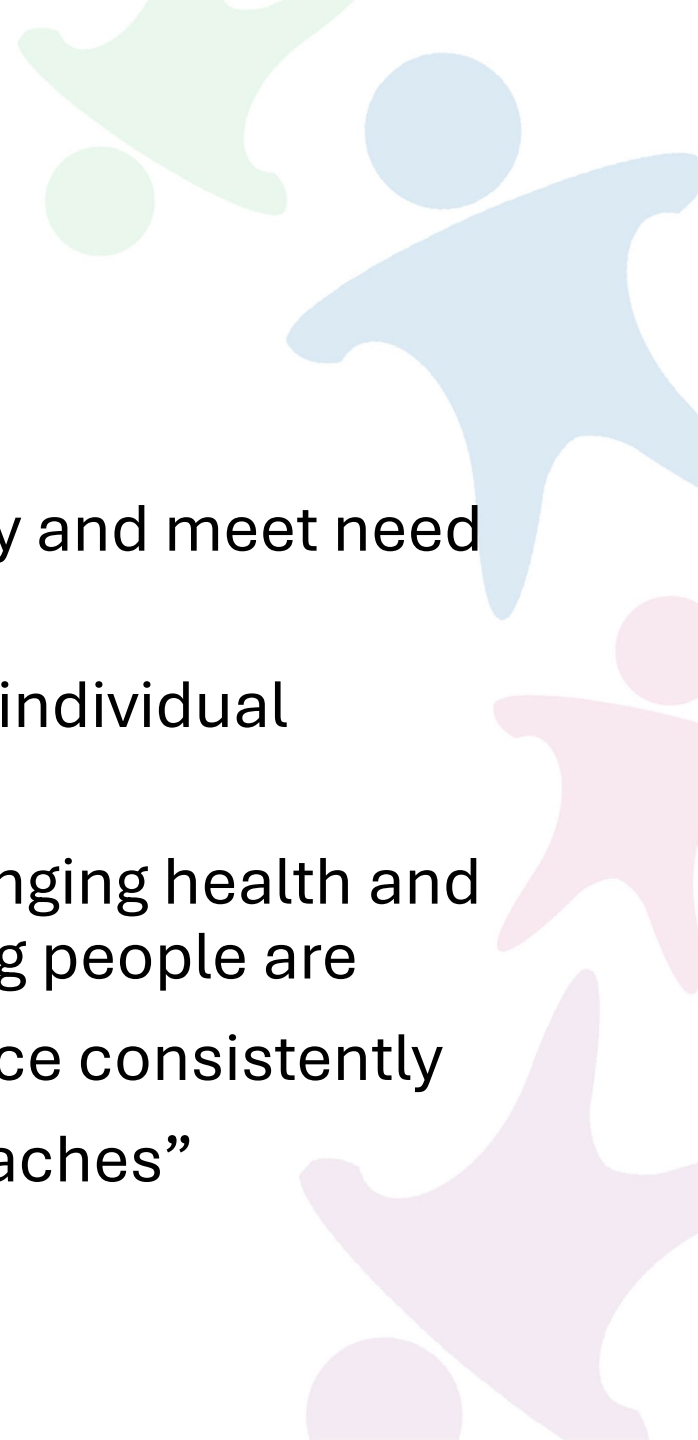 y and meet need
individual
nging health and
g people are
ce consistently
aches”